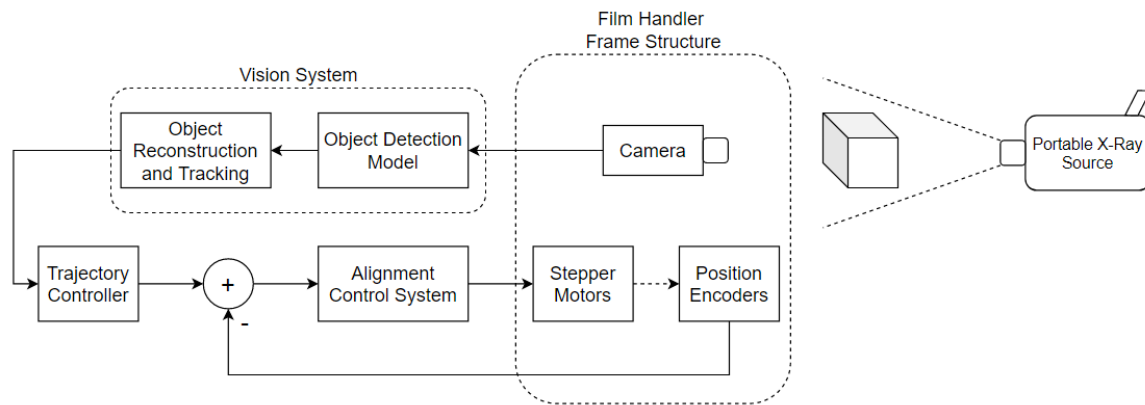 Film Handler
Frame Structure
Vision System
Object
Reconstruction
and Tracking
Object Detection
Model
Camera
Portable X-Ray
Source
Trajectory
Controller
+
-
Alignment
Control System
Stepper
Motors
Position
Encoders